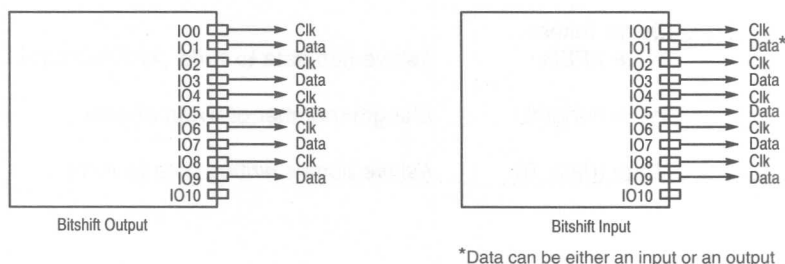 IO0 Clk
IO1 Data
IO2 Clk
IO3 Data
IO4 Clk
IO5 Data
IO6 Clk
IO7 Data
IO8 Clk
IO9 Data
IO10
Bitshift Output
IO0 Clk
IO1 Data*
IO2 Clk
IO3 Data
IO4 Clk
IO5 Data
IO6 Clk
IO7 Data
IO8 Clk
IO9 Data
IO10
Bitshift Input
*Data can be either an input or an output